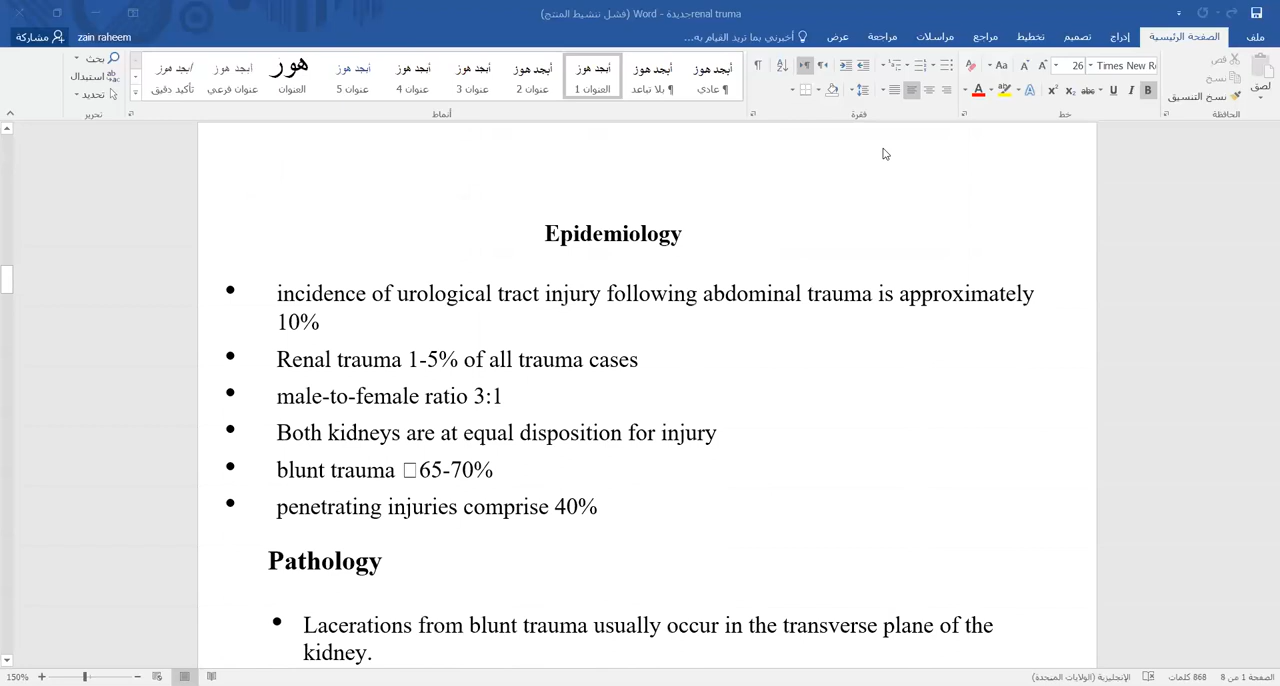 renal trumaجديدة - Word (فشل تنشيط المنتج)
ملف
الصفحة الرئيسية
إدراج
تصميم
تخطيط
مراجع
مراسلات
مراجعة
عرض
أخبرني بما تريد القيام به...
zain raheem
مشاركة
لصق
قص
نسخ
نسخ التنسيق
الحافظة
Times New R
26
خط
فقرة
أبجد هوز
¶ عادي
أبجد هوز
¶ بلا تباعد
أبجد هوز
العنوان 1
أبجد هوز
عنوان 2
أبجد هوز
عنوان 3
أبجد هوز
عنوان 4
أبجد هوز
عنوان 5
هوز
العنوان
أبجد هوز
عنوان فرعي
أبجد هوز
تأكيد دقيق
أنماط
بحث
استبدال
تحديد
تحرير
Epidemiology
• incidence of urological tract injury following abdominal trauma is approximately
10%
• Renal trauma 1-5% of all trauma cases
• male-to-female ratio 3:1
• Both kidneys are at equal disposition for injury
• blunt trauma □65-70%
• penetrating injuries comprise 40%
Pathology
• Lacerations from blunt trauma usually occur in the transverse plane of the
kidney.
الصفحة 1 من 8
868 كلمات
الإنجليزية (الولايات المتحدة)
150%